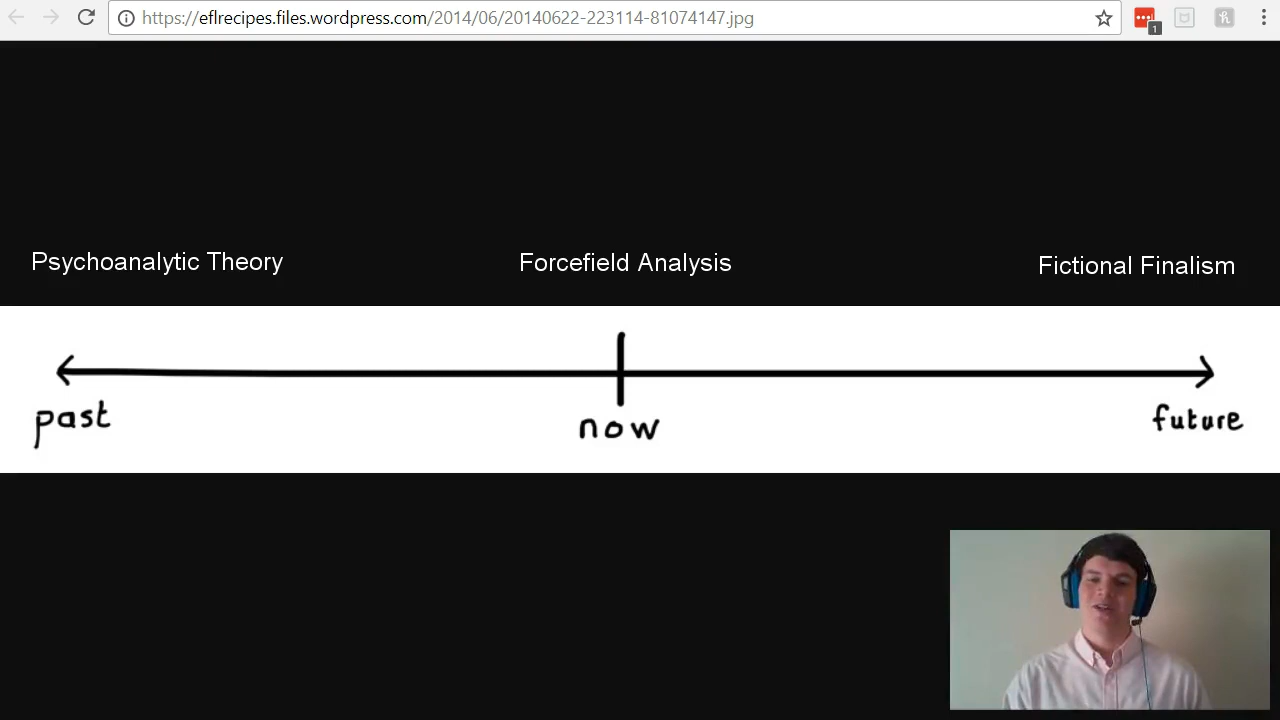 https://eflrecipes.files.wordpress.com/2014/06/20140622-223114-81074147.jpg
1
Psychoanalytic Theory
Forcefield Analysis
Fictional Finalism
past
now
future